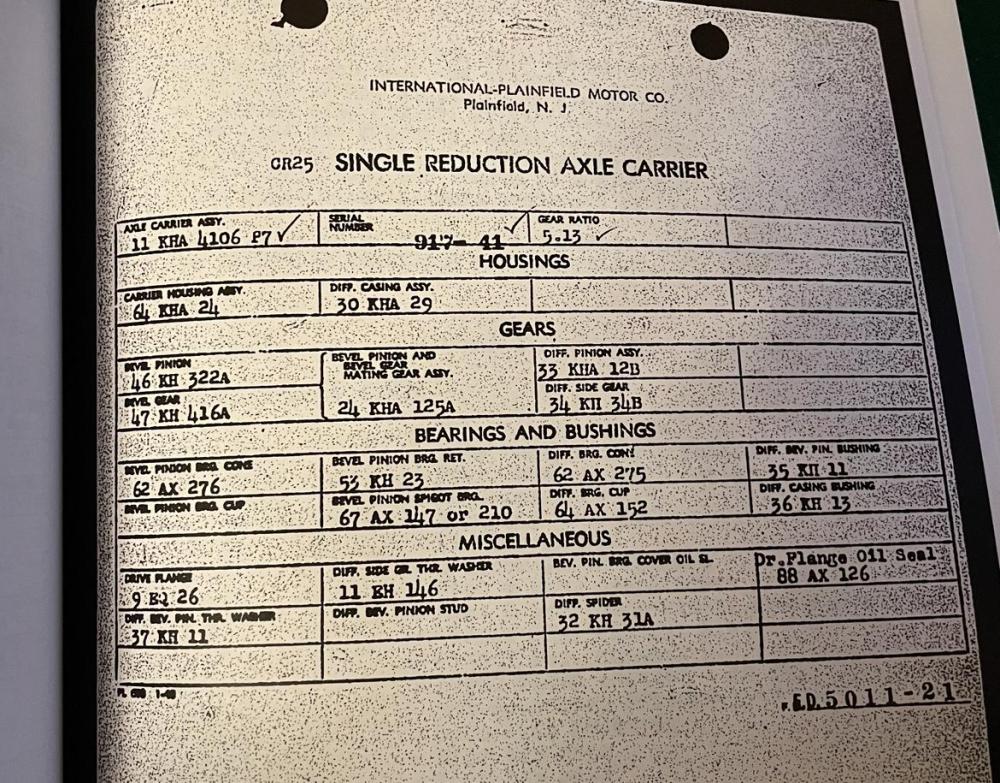 INTERNATIONAL-PLAINFIELD MOTOR CO.
Plainfield, N. J.
CR25 SINGLE REDUCTION AXLE CARRIER
AXLE CARRIER ASSY.
11 KHA 4106 P7
SERIAL NUMBER
917- 41
GEAR RATIO
5.13
HOUSINGS
CARRIER HOUSING ASSY.
64 KHA 24
DIFF. CASING ASSY.
30 KHA 29
GEARS
BEVEL PINION
46 KH 322A
BEVEL PINION AND
BEVEL GEAR
MATING GEAR ASSY.
24 KHA 125A
DIFF. PINION ASSY.
33 KHA 12B
BEVEL GEAR
47 KH 416A
DIFF. SIDE GEAR
34 KH 34B
BEARINGS AND BUSHINGS
BEVEL PINION BRG CONE
62 AX 276
BEVEL PINION BRG. RET.
53 KH 23
DIFF. BRG. CONE
62 AX 275
DIFF. BEV. PIN. BUSHING
35 KH 11
BEVEL PINION BRG. CUP
BEVEL PINION SPIGOT BRG.
67 AX 147 or 210
DIFF. BRG. CUP
64 AX 152
DIFF. CASING BUSHING
36 KH 13
MISCELLANEOUS
DRIVE FLANGE
26
DIFF. SIDE GR. THR. WASHER
11 KH 146
BEV. PIN. BRG. COVER OIL SL.
Dr.Flange Oil Seal
88 AX 126
DIFF. BEV. PIN. THR. WASHER
37 KH 11
DIFF. BEV. PINION STUD
DIFF. SPIDER
32 KH 31A
5011-21